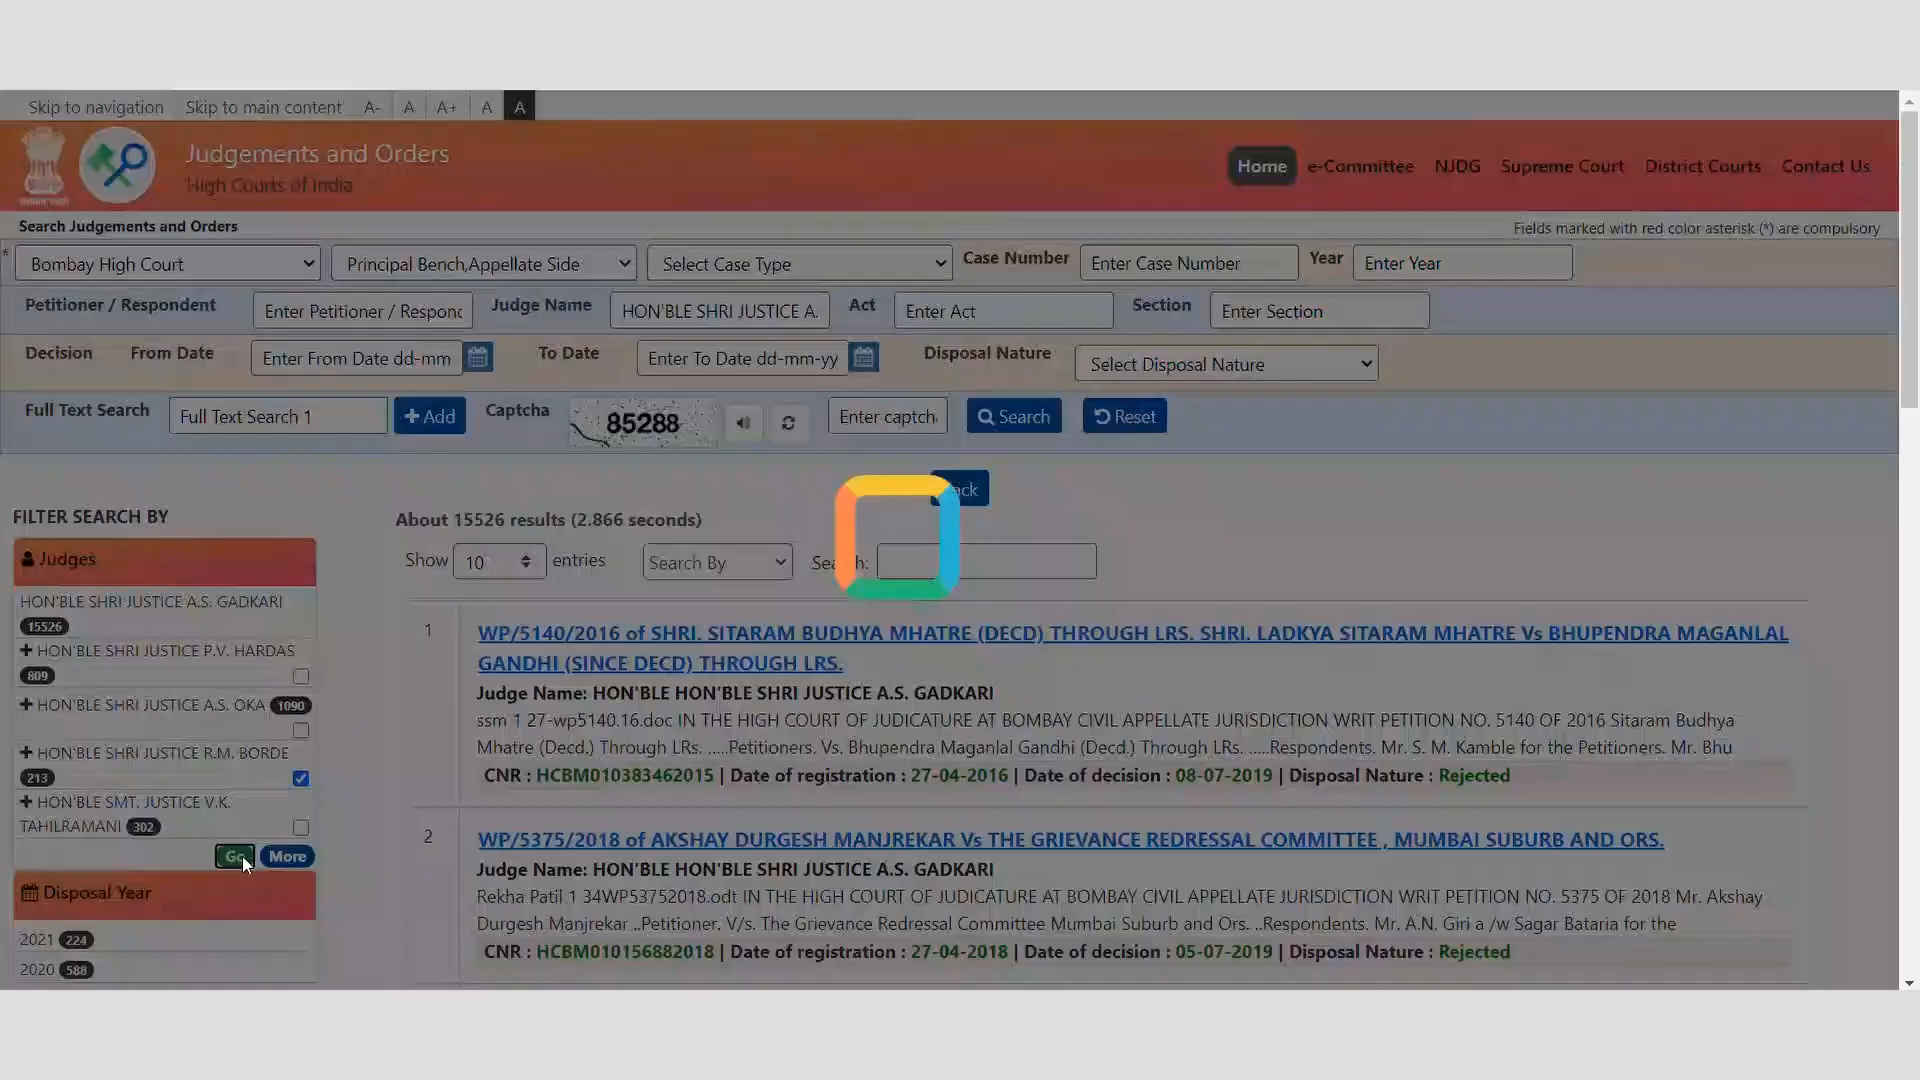 Skip to navigation Skip to main content A- A A+ A A
Judgements and Orders
High Courts of India
Home e-Committee NJDG Supreme Court District Courts Contact Us
Search Judgements and Orders
Fields marked with red color asterisk (*) are compulsory
* Bombay High Court Principal Bench,Appellate Side Select Case Type Case Number Enter Case Number Year Enter Year
Petitioner / Respondent Enter Petitioner / Respond Judge Name HON'BLE SHRI JUSTICE A. Act Enter Act Section Enter Section
Decision From Date Enter From Date dd-mm To Date Enter To Date dd-mm-yy Disposal Nature Select Disposal Nature
Full Text Search Full Text Search 1 + Add Captcha 85288 Enter captch Search Reset
FILTER SEARCH BY
Judges
HON'BLE SHRI JUSTICE A.S. GADKARI
15526
+ HON'BLE SHRI JUSTICE P.V. HARDAS
809
+ HON'BLE SHRI JUSTICE A.S. OKA 1090
+ HON'BLE SHRI JUSTICE R.M. BORDE
213
+ HON'BLE SMT. JUSTICE V.K.
TAHILRAMANI 302
Go More
Disposal Year
2021 224
2020 588
About 15526 results (2.866 seconds)
Show 10 entries Search By
1 WP/5140/2016 of SHRI. SITARAM BUDHYA MHATRE (DECD) THROUGH LRS. SHRI. LADKYA SITARAM MHATRE Vs BHUPENDRA MAGANLAL
GANDHI (SINCE DECD) THROUGH LRS.
Judge Name: HON'BLE HON'BLE SHRI JUSTICE A.S. GADKARI
ssm 1 27-wp5140.16.doc IN THE HIGH COURT OF JUDICATURE AT BOMBAY CIVIL APPELLATE JURISDICTION WRIT PETITION NO. 5140 OF 2016 Sitaram Budhya
Mhatre (Decd.) Through LRs. .....Petitioners. Vs. Bhupendra Maganlal Gandhi (Decd.) Through LRs. .....Respondents. Mr. S. M. Kamble for the Petitioners. Mr. Bhu
CNR : HCBM010383462015 | Date of registration : 27-04-2016 | Date of decision : 08-07-2019 | Disposal Nature : Rejected
2 WP/5375/2018 of AKSHAY DURGESH MANJREKAR Vs THE GRIEVANCE REDRESSAL COMMITTEE , MUMBAI SUBURB AND ORS.
Judge Name: HON'BLE HON'BLE SHRI JUSTICE A.S. GADKARI
Rekha Patil 1 34WP53752018.odt IN THE HIGH COURT OF JUDICATURE AT BOMBAY CIVIL APPELLATE JURISDICTION WRIT PETITION NO. 5375 OF 2018 Mr. Akshay
Durgesh Manjrekar ..Petitioner. V/s. The Grievance Redressal Committee Mumbai Suburb and Ors. ..Respondents. Mr. A.N. Giri a /w Sagar Bataria for the
CNR : HCBM010156882018 | Date of registration : 27-04-2018 | Date of decision : 05-07-2019 | Disposal Nature : Rejected